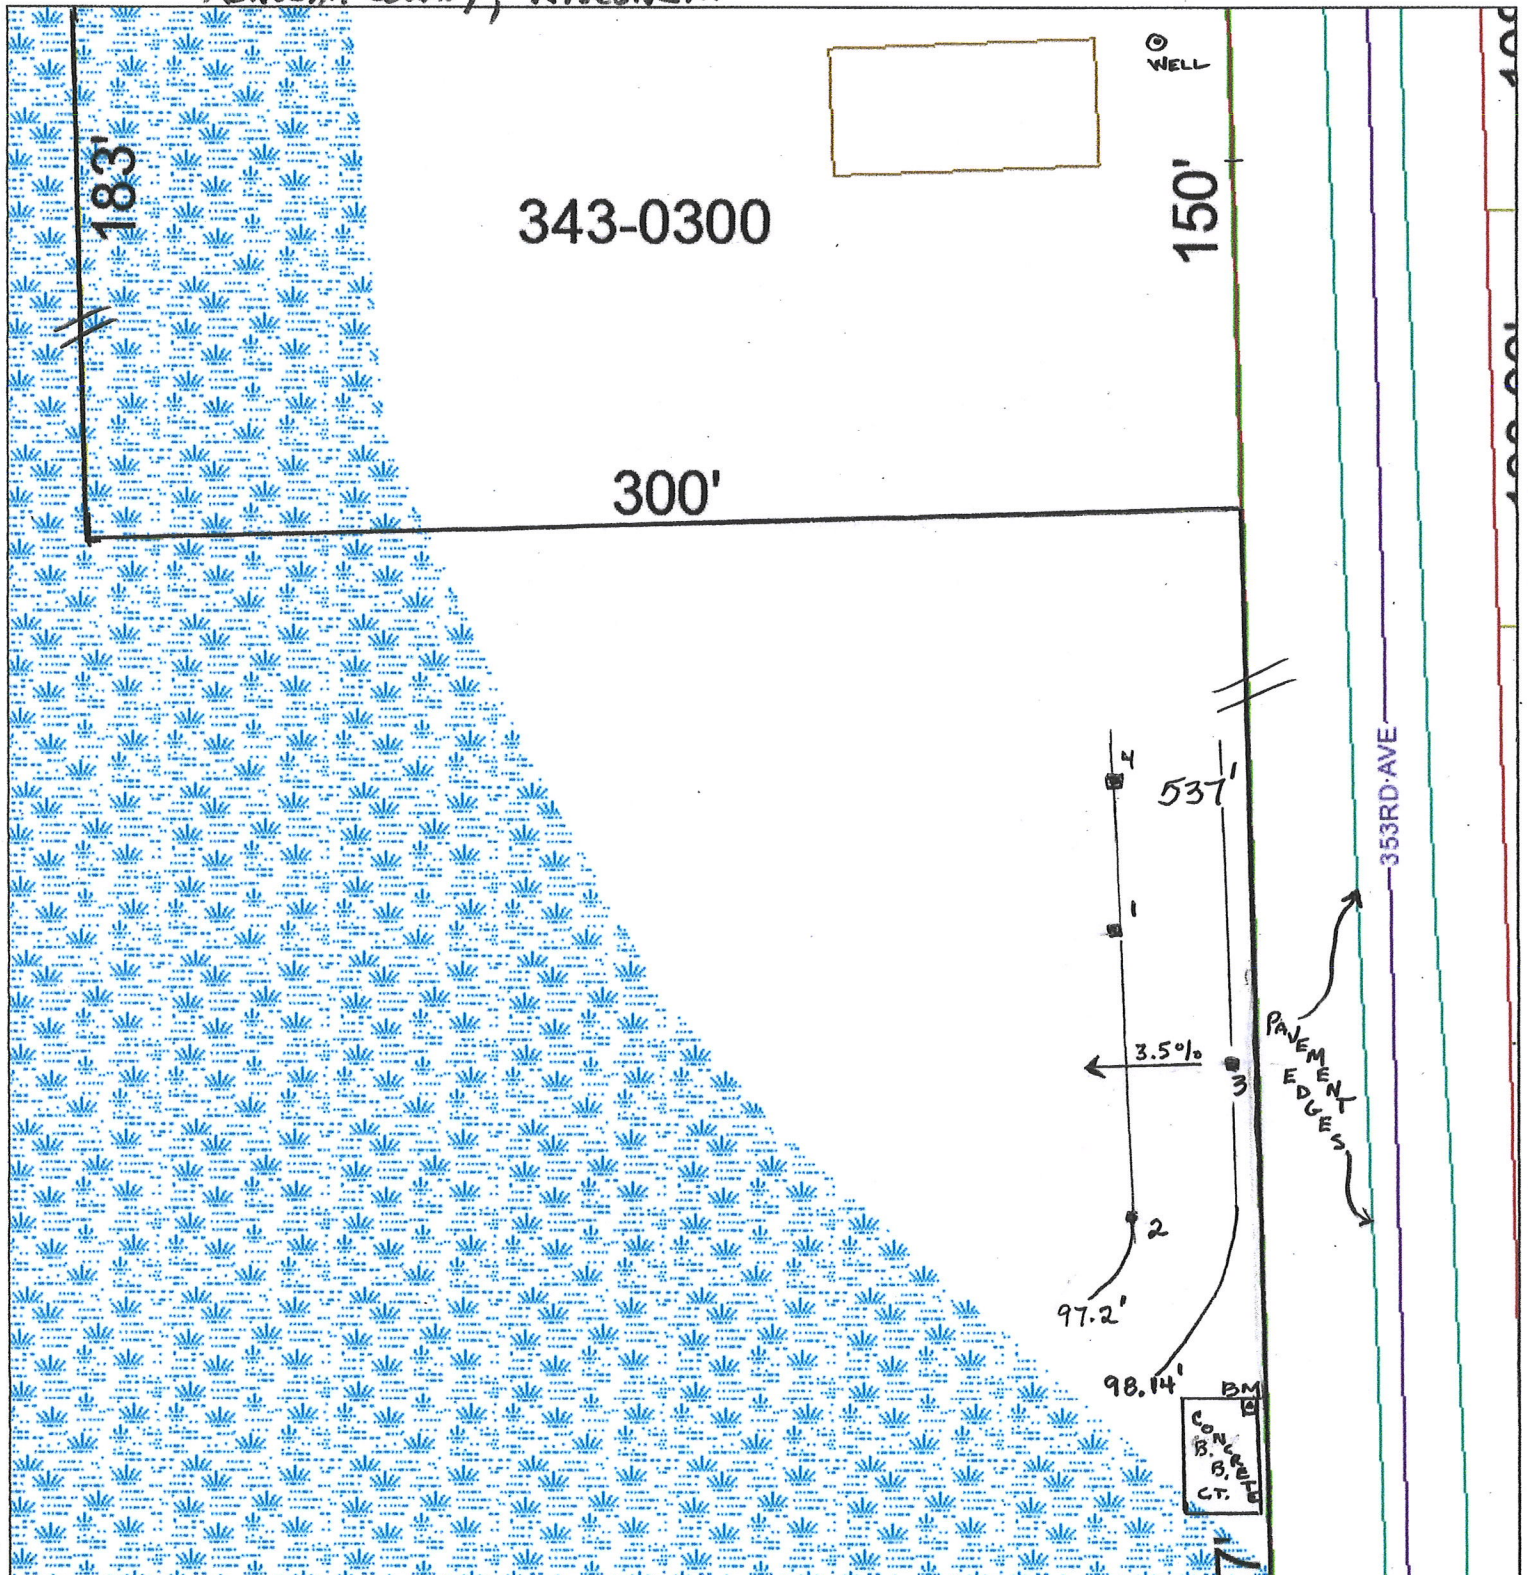 WELL
183'
343-0300
150'
300'
4
537'
353RD AVE
1
3.5%
3
PAVEMENT
EDGES
2
97.2'
98.14'
BM
CONCRETE
B.B.
CT.
7'